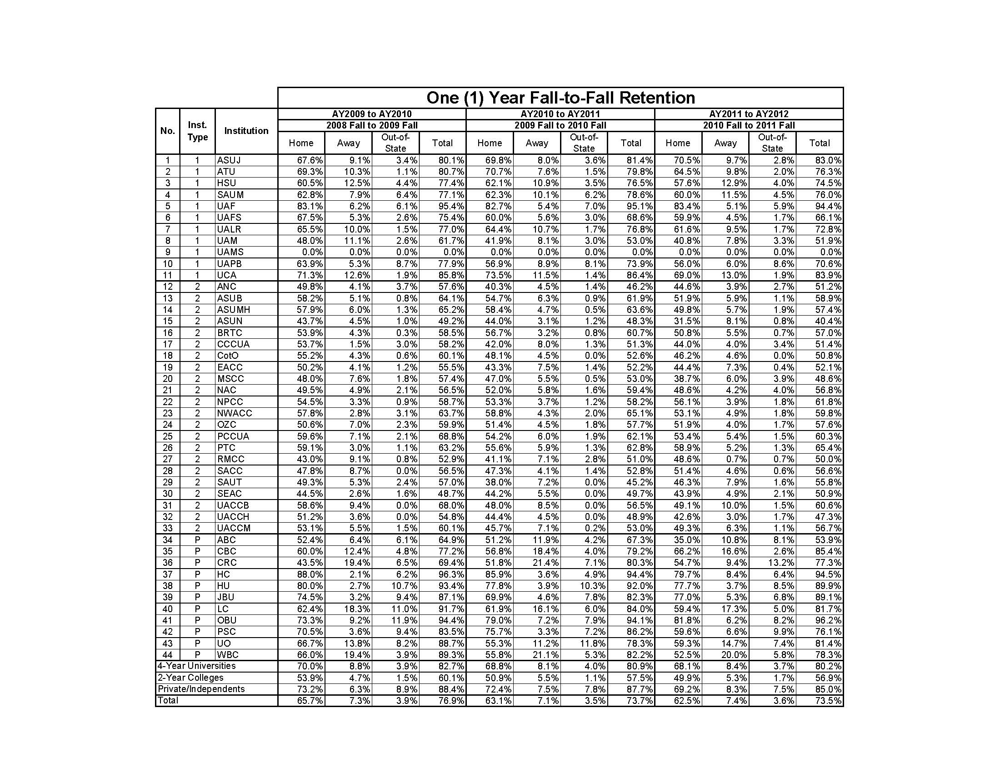 One (1) Year Fall-to-Fall Retention
No. Inst. Type Institution AY2009 to AY2010 AY2010 to AY2011 AY2011 to AY2012
2008 Fall to 2009 Fall 2009 Fall to 2010 Fall 2010 Fall to 2011 Fall
Home Away Out-of-State Total Home Away Out-of-State Total Home Away Out-of-State Total
1 1 ASUJ 67.6% 9.1% 3.4% 80.1% 69.8% 8.0% 3.6% 81.4% 70.5% 9.7% 2.8% 83.0%
2 1 ATU 69.3% 10.3% 1.1% 80.7% 70.7% 7.6% 1.5% 79.8% 64.5% 9.8% 2.0% 76.3%
3 1 HSU 60.5% 12.5% 4.4% 77.4% 62.1% 10.9% 3.5% 76.5% 57.6% 12.9% 4.0% 74.5%
4 1 SAUM 62.8% 7.9% 6.4% 77.1% 62.3% 10.1% 6.2% 78.6% 60.0% 11.5% 4.5% 76.0%
5 1 UAF 83.1% 6.2% 6.1% 95.4% 82.7% 5.4% 7.0% 95.1% 83.4% 5.1% 5.9% 94.4%
6 1 UAFS 67.5% 5.3% 2.6% 75.4% 60.0% 5.6% 3.0% 68.6% 59.9% 4.5% 1.7% 66.1%
7 1 UALR 65.5% 10.0% 1.5% 77.0% 64.4% 10.7% 1.7% 76.8% 61.6% 9.5% 1.7% 72.8%
8 1 UAM 48.0% 11.1% 2.6% 61.7% 41.9% 8.1% 3.0% 53.0% 40.8% 7.8% 3.3% 51.9%
9 1 UAMS 0.0% 0.0% 0.0% 0.0% 0.0% 0.0% 0.0% 0.0% 0.0% 0.0% 0.0% 0.0%
10 1 UAPB 63.9% 5.3% 8.7% 77.9% 56.9% 8.9% 8.1% 73.9% 56.0% 6.0% 8.6% 70.6%
11 1 UCA 71.3% 12.6% 1.9% 85.8% 73.5% 11.5% 1.4% 86.4% 69.0% 13.0% 1.9% 83.9%
12 2 ANC 49.8% 4.1% 3.7% 57.6% 40.3% 4.5% 1.4% 46.2% 44.6% 3.9% 2.7% 51.2%
13 2 ASUB 58.2% 5.1% 0.8% 64.1% 54.7% 6.3% 0.9% 61.9% 51.9% 5.9% 1.1% 58.9%
14 2 ASUMH 57.9% 6.0% 1.3% 65.2% 58.4% 4.7% 0.5% 63.6% 49.8% 5.7% 1.9% 57.4%
15 2 ASUN 43.7% 4.5% 1.0% 49.2% 44.0% 3.1% 1.2% 48.3% 31.5% 8.1% 0.8% 40.4%
16 2 BRTC 53.9% 4.3% 0.3% 58.5% 56.7% 3.2% 0.8% 60.7% 50.8% 5.5% 0.7% 57.0%
17 2 CCCUA 53.7% 1.5% 3.0% 58.2% 42.0% 8.0% 1.3% 51.3% 44.0% 4.0% 3.4% 51.4%
18 2 CotO 55.2% 4.3% 0.6% 60.1% 48.1% 4.5% 0.0% 52.6% 46.2% 4.6% 0.0% 50.8%
19 2 EACC 50.2% 4.1% 1.2% 55.5% 43.3% 7.5% 1.4% 52.2% 44.4% 7.3% 0.4% 52.1%
20 2 MSCC 48.0% 7.6% 1.8% 57.4% 47.0% 5.5% 0.5% 53.0% 38.7% 6.0% 3.9% 48.6%
21 2 NAC 49.5% 4.9% 2.1% 56.5% 52.0% 5.8% 1.6% 59.4% 48.6% 4.2% 4.0% 56.8%
22 2 NPCC 54.5% 3.3% 0.9% 58.7% 53.3% 3.7% 1.2% 58.2% 56.1% 3.9% 1.8% 61.8%
23 2 NWACC 57.8% 2.8% 3.1% 63.7% 58.8% 4.3% 2.0% 65.1% 53.1% 4.9% 1.8% 59.8%
24 2 OZC 50.6% 7.0% 2.3% 59.9% 51.4% 4.5% 1.8% 57.7% 51.9% 4.0% 1.7% 57.6%
25 2 PCCUA 59.6% 7.1% 2.1% 68.8% 54.2% 6.0% 1.9% 62.1% 53.4% 5.4% 1.5% 60.3%
26 2 PTC 59.1% 3.0% 1.1% 63.2% 55.6% 5.9% 1.3% 62.8% 58.9% 5.2% 1.3% 65.4%
27 2 RMCC 43.0% 9.1% 0.8% 52.9% 41.1% 7.1% 2.8% 51.0% 48.6% 0.7% 0.7% 50.0%
28 2 SACC 47.8% 8.7% 0.0% 56.5% 47.3% 4.1% 1.4% 52.8% 51.4% 4.6% 0.6% 56.6%
29 2 SAUT 49.3% 5.3% 2.4% 57.0% 38.0% 7.2% 0.0% 45.2% 46.3% 7.9% 1.6% 55.8%
30 2 SEAC 44.5% 2.6% 1.6% 48.7% 44.2% 5.5% 0.0% 49.7% 43.9% 4.9% 2.1% 50.9%
31 2 UACCB 58.6% 9.4% 0.0% 68.0% 48.0% 8.5% 0.0% 56.5% 49.1% 10.0% 1.5% 60.6%
32 2 UACCH 51.2% 3.6% 0.0% 54.8% 44.4% 4.5% 0.0% 48.9% 42.6% 3.0% 1.7% 47.3%
33 2 UACCM 53.1% 5.5% 1.5% 60.1% 45.7% 7.1% 0.2% 53.0% 49.3% 6.3% 1.1% 56.7%
34 P ABC 52.4% 6.4% 6.1% 64.9% 51.2% 11.9% 4.2% 67.3% 35.0% 10.8% 8.1% 53.9%
35 P CBC 60.0% 12.4% 4.8% 77.2% 56.8% 18.4% 4.0% 79.2% 66.2% 16.6% 2.6% 85.4%
36 P CRC 43.5% 19.4% 6.5% 69.4% 51.8% 21.4% 7.1% 80.3% 54.7% 9.4% 13.2% 77.3%
37 P HC 88.0% 2.1% 6.2% 96.3% 85.9% 3.6% 4.9% 94.4% 79.7% 8.4% 6.4% 94.5%
38 P HU 80.0% 2.7% 10.7% 93.4% 77.8% 3.9% 10.3% 92.0% 77.7% 3.7% 8.5% 89.9%
39 P JBU 74.5% 3.2% 9.4% 87.1% 69.9% 4.6% 7.8% 82.3% 77.0% 5.3% 6.8% 89.1%
40 P LC 62.4% 18.3% 11.0% 91.7% 61.9% 16.1% 6.0% 84.0% 59.4% 17.3% 5.0% 81.7%
41 P OBU 73.3% 9.2% 11.9% 94.4% 79.0% 7.2% 7.9% 94.1% 81.8% 6.2% 8.2% 96.2%
42 P PSC 70.5% 3.6% 9.4% 83.5% 75.7% 3.3% 7.2% 86.2% 59.6% 6.6% 9.9% 76.1%
43 P UO 66.7% 13.8% 8.2% 88.7% 55.3% 11.2% 11.8% 78.3% 59.3% 14.7% 7.4% 81.4%
44 P WBC 66.0% 19.4% 3.9% 89.3% 55.8% 21.1% 5.3% 82.2% 52.5% 20.0% 5.8% 78.3%
4-Year Universities 70.0% 8.8% 3.9% 82.7% 68.8% 8.1% 4.0% 80.9% 68.1% 8.4% 3.7% 80.2%
2-Year Colleges 53.9% 4.7% 1.5% 60.1% 50.9% 5.5% 1.1% 57.5% 49.9% 5.3% 1.7% 56.9%
Private/Independents 73.2% 6.3% 8.9% 88.4% 72.4% 7.5% 7.8% 87.7% 69.2% 8.3% 7.5% 85.0%
Total 65.7% 7.3% 3.9% 76.9% 63.1% 7.1% 3.5% 73.7% 62.5% 7.4% 3.6% 73.5%